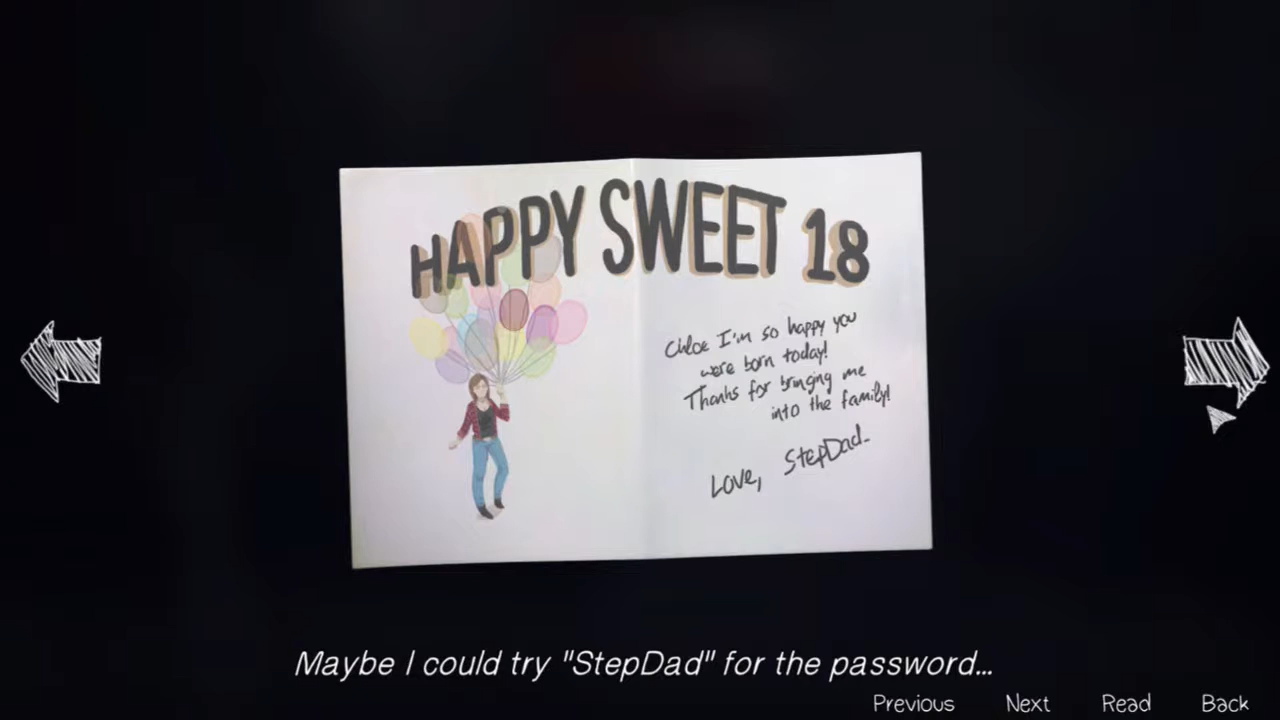 HAPPY SWEET 18
Chloe I'm so happy you
were born today!
Thanks for bringing me
into the family!
Love, StepDad-
Maybe I could try "StepDad" for the password...
Previous Next Read Back